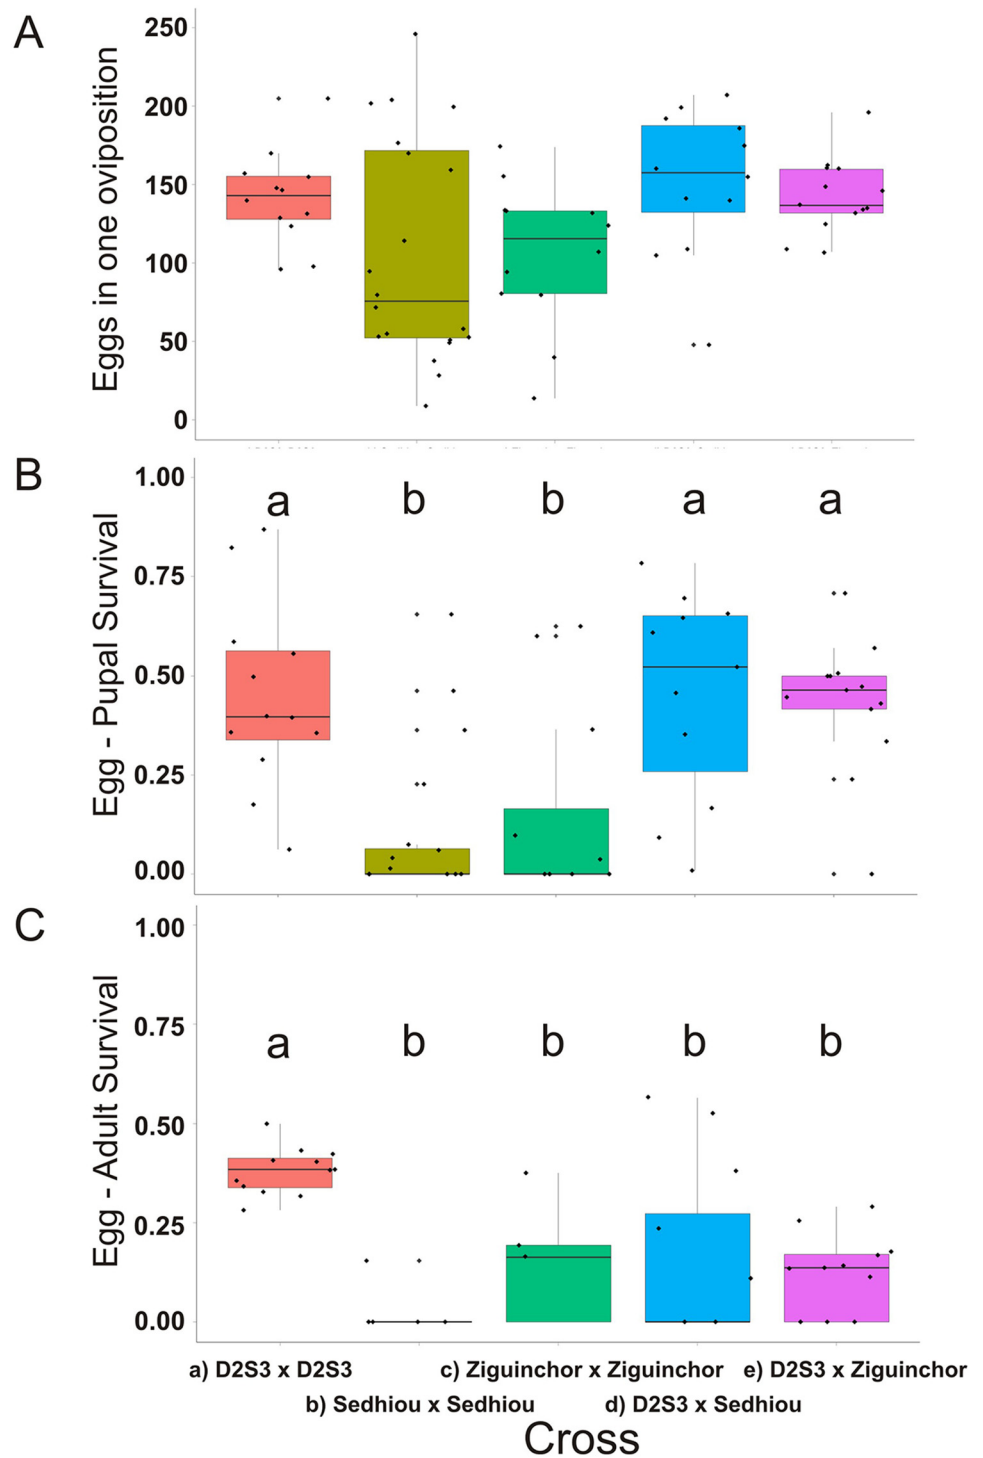 A
Eggs in one oviposition
250
200
150
100
50
0
B
Egg - Pupal Survival
1.00
0.75
0.50
0.25
0.00
a b b a a
C
Egg - Adult Survival
1.00
0.75
0.50
0.25
0.00
a b b b b
a) D2S3 x D2S3 c) Ziguinchor x Ziguinchor e) D2S3 x Ziguinchor
b) Sedhiou x Sedhiou d) D2S3 x Sedhiou
Cross